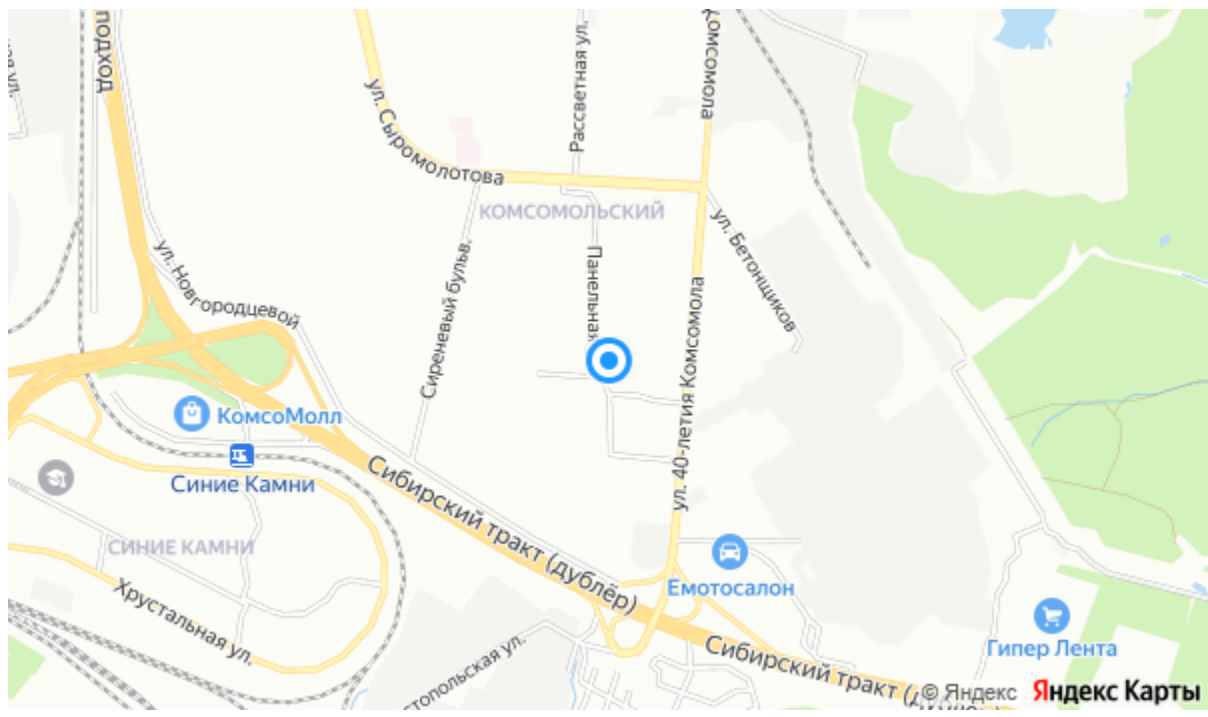 подход
Рассветная ул.
Комсомола
ул. Сыромолотова
КОМСОМОЛЬСКИЙ
ул. Бетонщиков
ул. Новгородцевой
Сиреневый бульв.
Панельная
ул. 40-летия Комсомола
КомсоМолл
Синие Камни
СИНИЕ КАМНИ
Сибирский тракт (дублёр)
Емотосалон
Хрустальная ул.
Гипер Лента
Сибирский тракт (д
© Яндекс Яндекс Карты